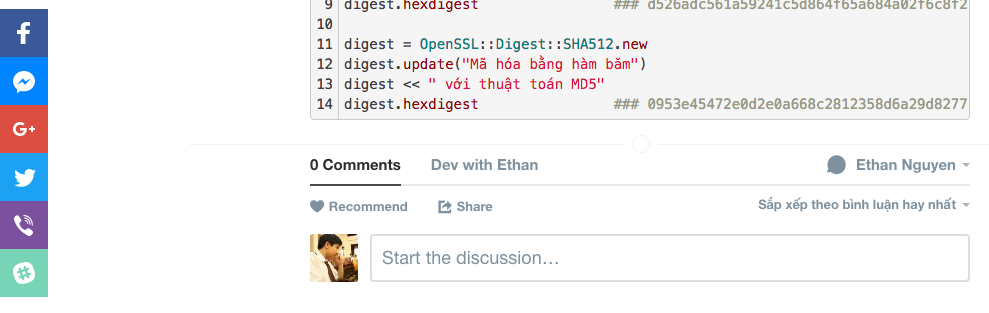 9 digest.hexdigest ### d526adc561a59241c5d864f65a684a02f6c8f2
10
11 digest = OpenSSL::Digest::SHA512.new
12 digest.update("Mã hóa bằng hàm băm")
13 digest << " với thuật toán MD5"
14 digest.hexdigest ### 0953e45472e0d2e0a668c2812358d6a29d8277
0 Comments Dev with Ethan Ethan Nguyen
Recommend Share Sắp xếp theo bình luận hay nhất
Start the discussion…
G+